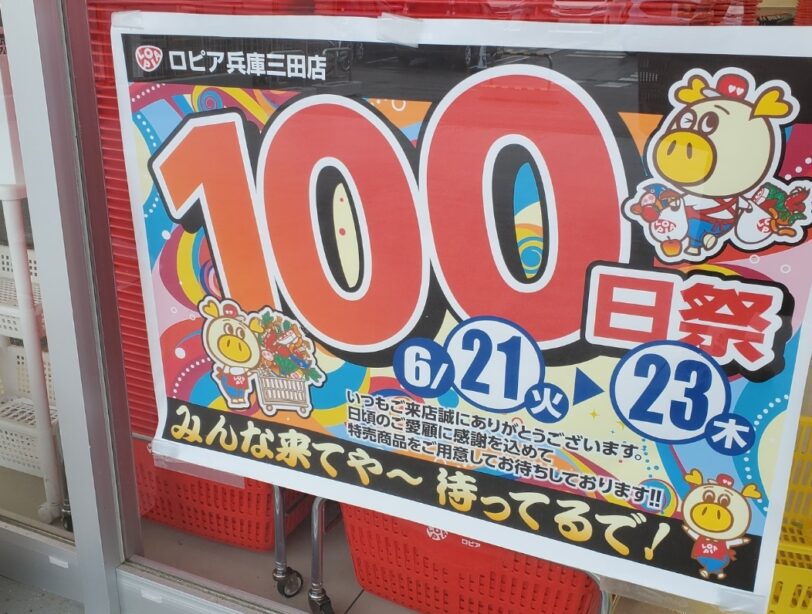 ロピア兵庫三田店
100
日祭
6/21火▶23木
いつもご来店誠にありがとうございます。
日頃のご愛顧に感謝を込めて
特売商品をご用意してお待ちしております!!
みんな来てや～ 待ってるで!
ロピア